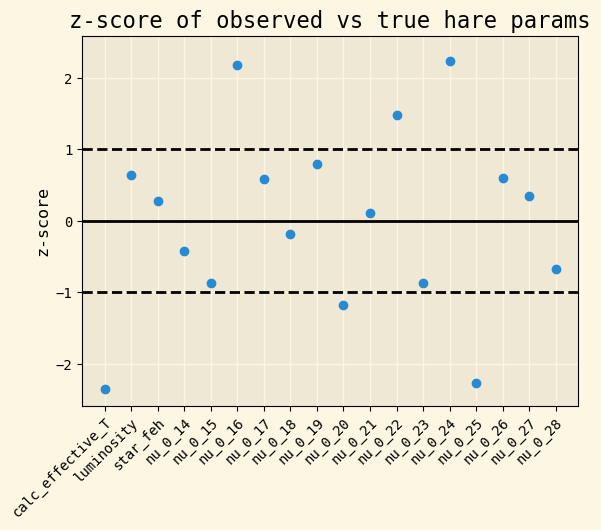 z-score of observed vs true hare params
z-score
2
1
0
−1
−2
calc_effective_T
luminosity
star_feh
nu_0_14
nu_0_15
nu_0_16
nu_0_17
nu_0_18
nu_0_19
nu_0_20
nu_0_21
nu_0_22
nu_0_23
nu_0_24
nu_0_25
nu_0_26
nu_0_27
nu_0_28